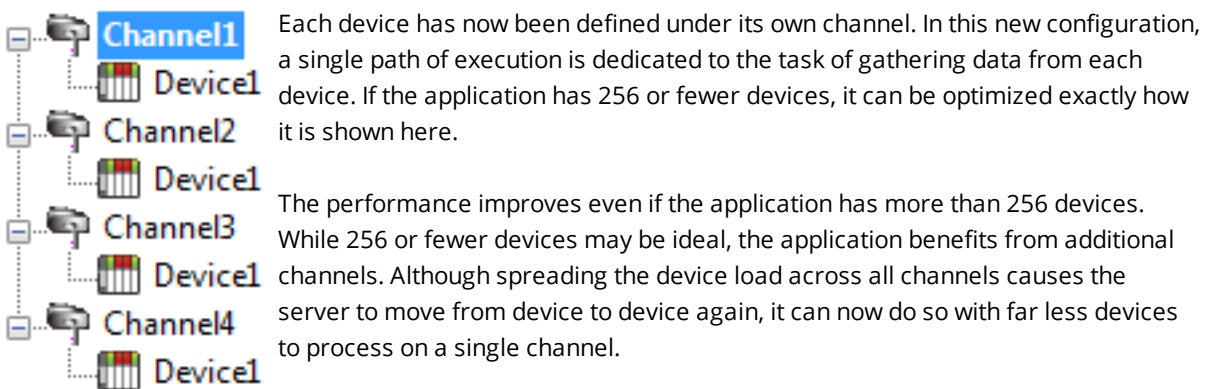 Channel1
Device1
Channel2
Device1
Channel3
Device1
Channel4
Device1
Each device has now been defined under its own channel. In this new configuration,
a single path of execution is dedicated to the task of gathering data from each
device. If the application has 256 or fewer devices, it can be optimized exactly how
it is shown here.
The performance improves even if the application has more than 256 devices.
While 256 or fewer devices may be ideal, the application benefits from additional
channels. Although spreading the device load across all channels causes the
server to move from device to device again, it can now do so with far less devices
to process on a single channel.